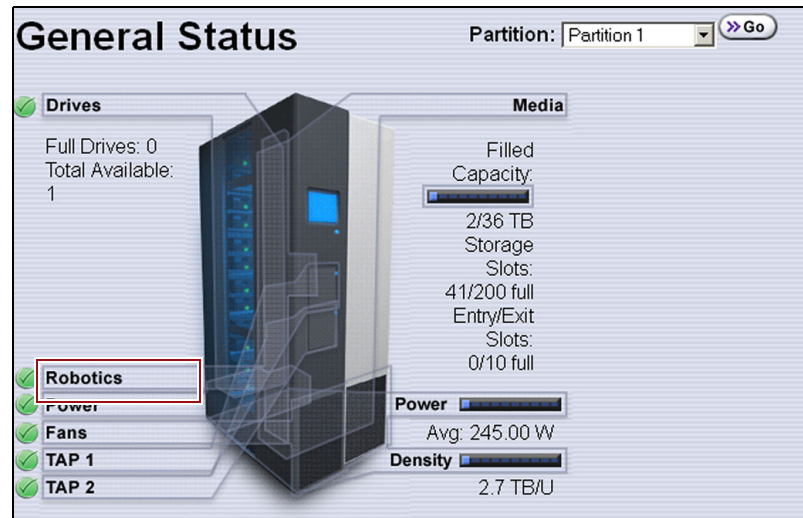 General Status
Partition: Partition 1 Go
Drives
Full Drives: 0
Total Available:
1
Media
Filled
Capacity:
2/36 TB
Storage
Slots:
41/200 full
Entry/Exit
Slots:
0/10 full
Robotics
Power
Fans
TAP 1
TAP 2
Power
Avg: 245.00 W
Density
2.7 TB/U